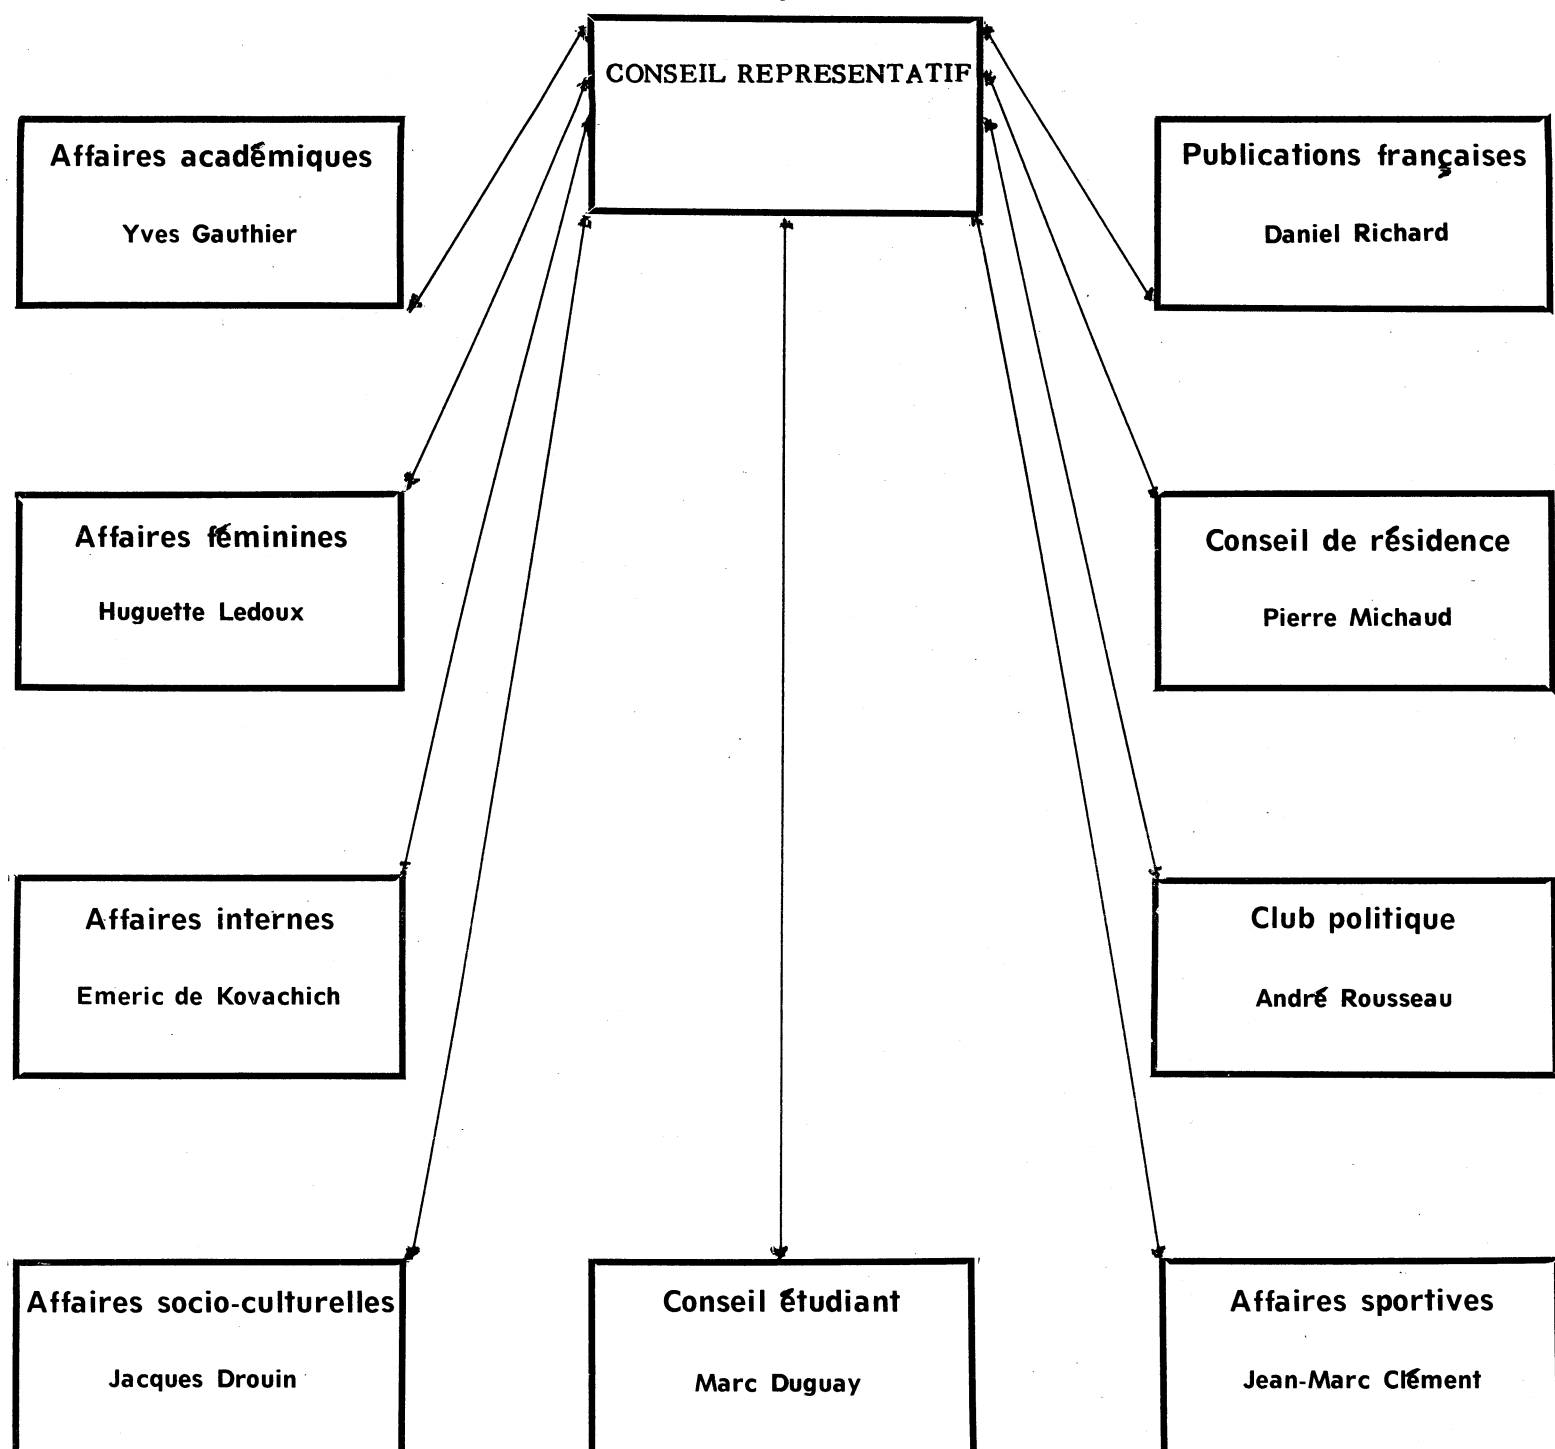 CONSEIL REPRESENTATIF
Affaires académiques
Yves Gauthier
Publications françaises
Daniel Richard
Affaires féminines
Huguette Ledoux
Conseil de résidence
Pierre Michaud
Affaires internes
Emeric de Kovachich
Club politique
André Rousseau
Affaires socio-culturelles
Jacques Drouin
Conseil étudiant
Marc Duguay
Affaires sportives
Jean-Marc Clément